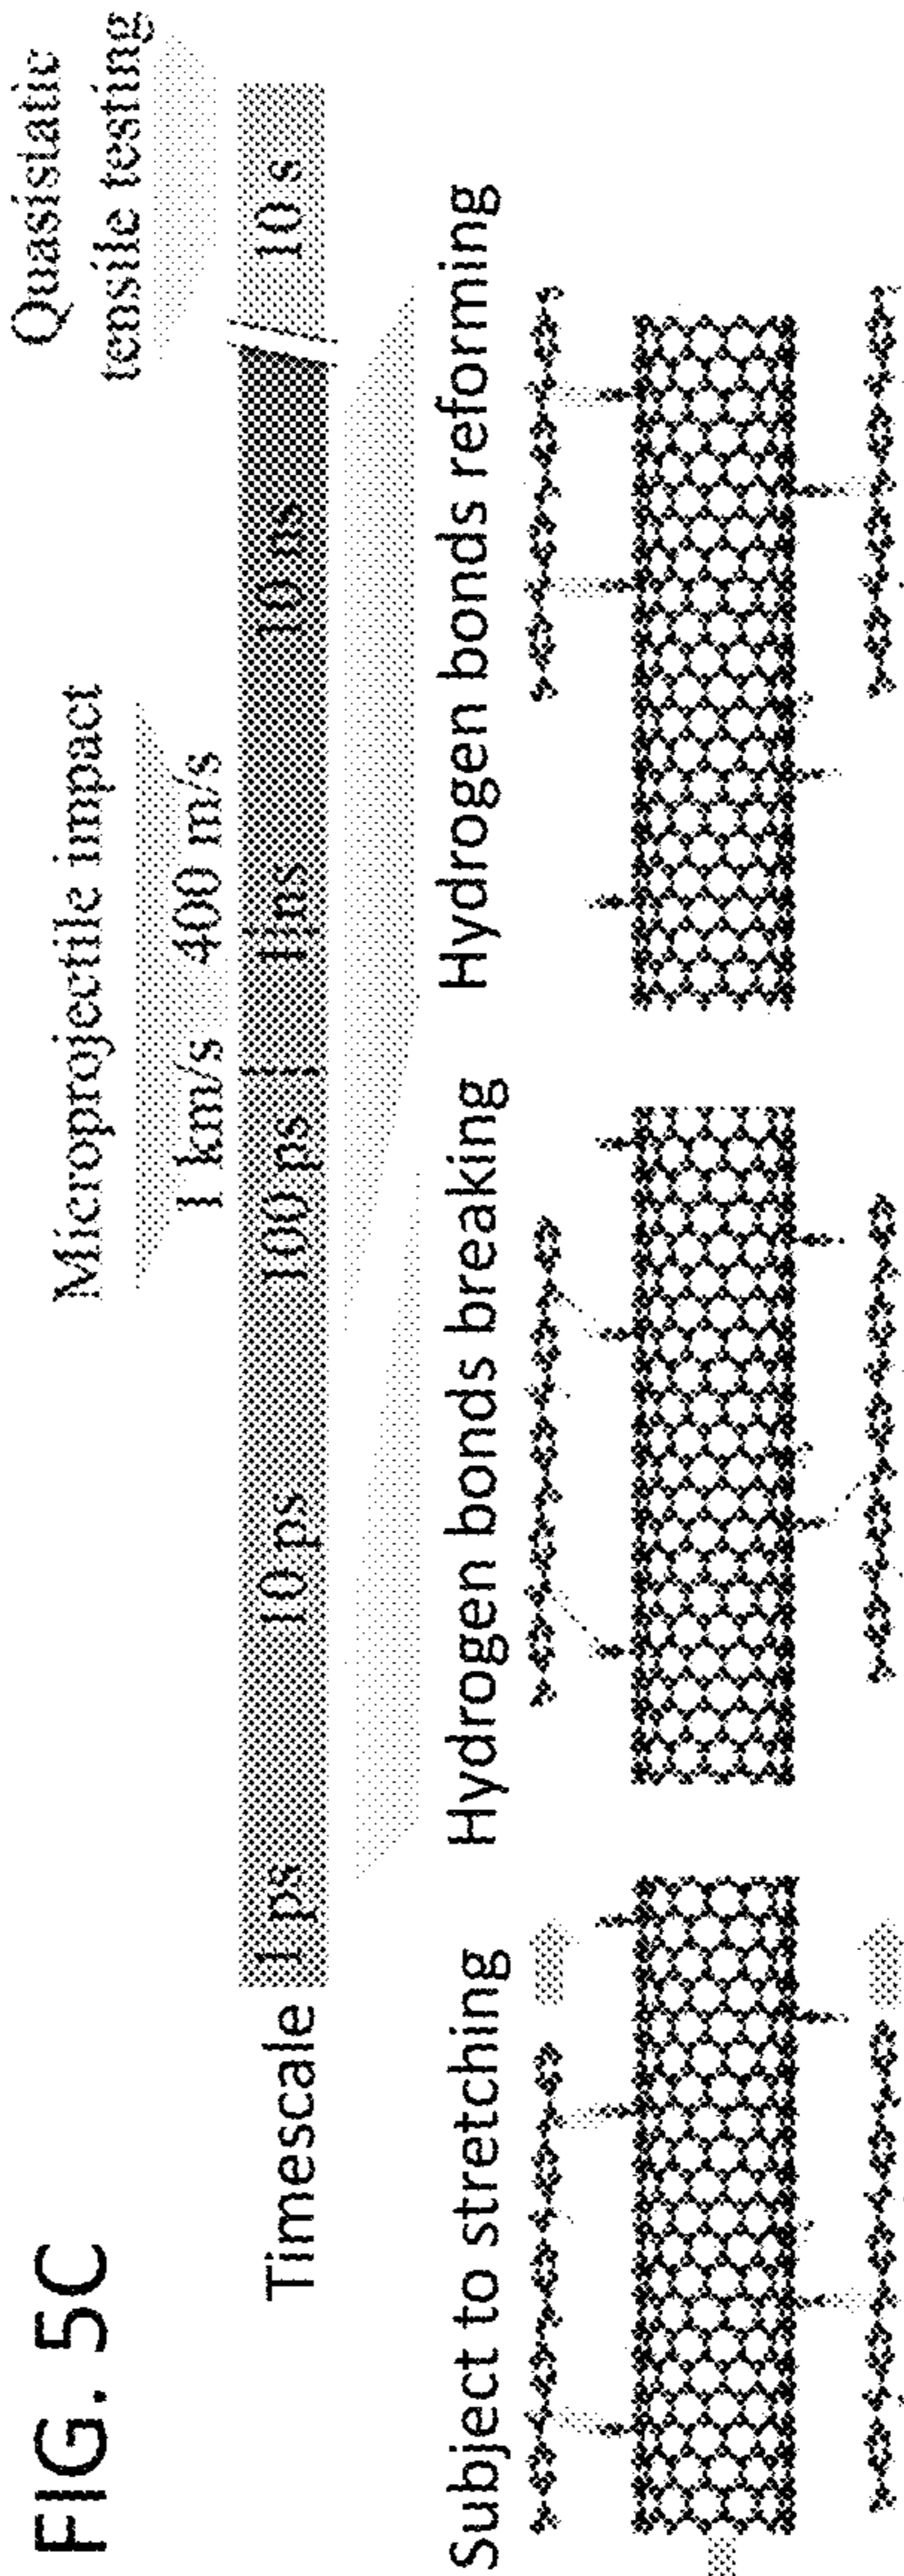 FIG. 5C
Microprojectile impact
Quasistatic
tensile testing
1 km/s 400 m/s
Timescale 1 ps 10 ps 100 ps 1 ns 10 ns 10 s
Subject to stretching Hydrogen bonds breaking Hydrogen bonds reforming